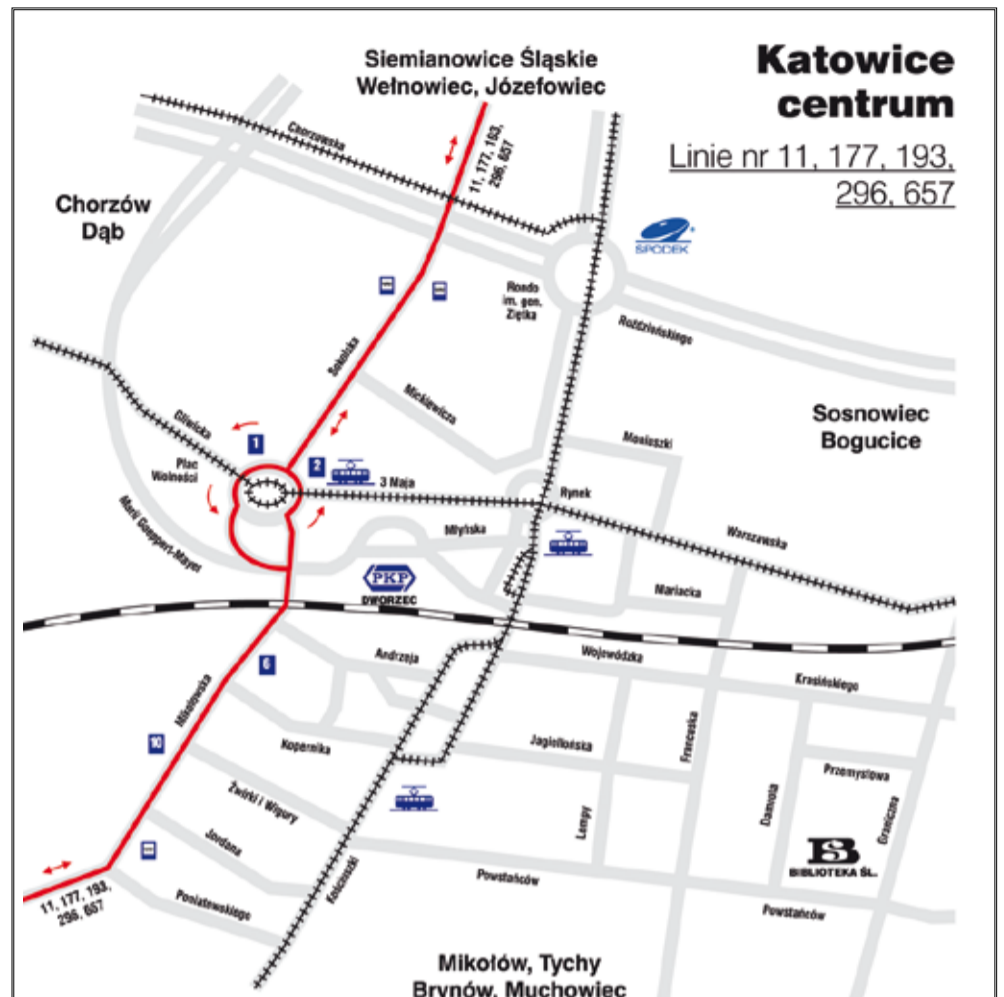 Siemianowice Śląskie
Wełnowiec, Józefowiec
Katowice
centrum
Linie nr 11, 177, 193,
296, 657
Chorzowska
11, 177, 193,
296, 657
Chorzów
Dąb
SPODEK
Rondo
im. gen.
Ziętka
Roździeńskiego
Sokolska
Mickiewicza
Sosnowiec
Bogucice
Gliwicka
1
2
Moniuszki
Plac
Wolności
3 Maja
Rynek
Młyńska
Warszawska
Marii Goeppert-Mayer
PKP
DWORZEC
Mariacka
6
Andrzeja
Wojewódzka
Krasińskiego
Mikołowska
10
Kopernika
Jagiellońska
Francuska
Przemysłowa
Żwirki i Wigury
Lompy
Damrota
Graniczna
Jordana
BIBLIOTEKA ŚL.
Kościuszki
Powstańców
Powstańców
11, 177, 193,
296, 657
Poniatowskiego
Mikołów, Tychy
Brynów, Muchowiec